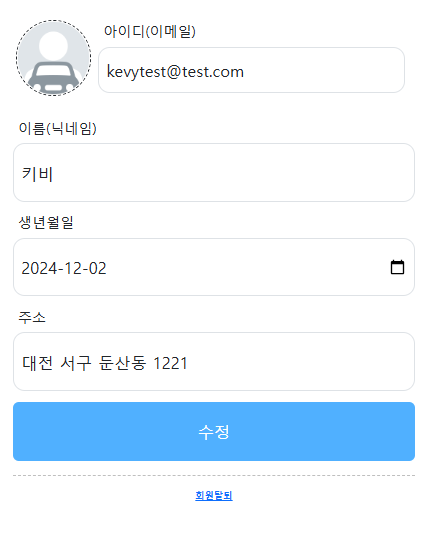 아이디(이메일)
kevytest@test.com
이름(닉네임)
키비
생년월일
2024-12-02
주소
대전 서구 둔산동 1221
수정
회원탈퇴